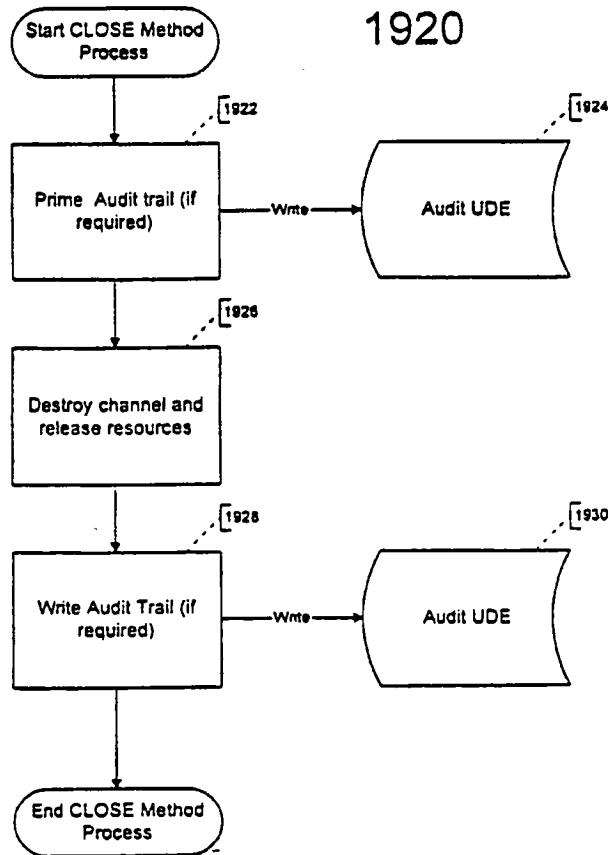 1920
Start CLOSE Method
Process
1922
1924
Prime Audit trail (if
required)
Write
Audit UDE
1926
Destroy channel and
release resources
1928
1930
Write Audit Trail (if
required)
Write
Audit UDE
End CLOSE Method
Process